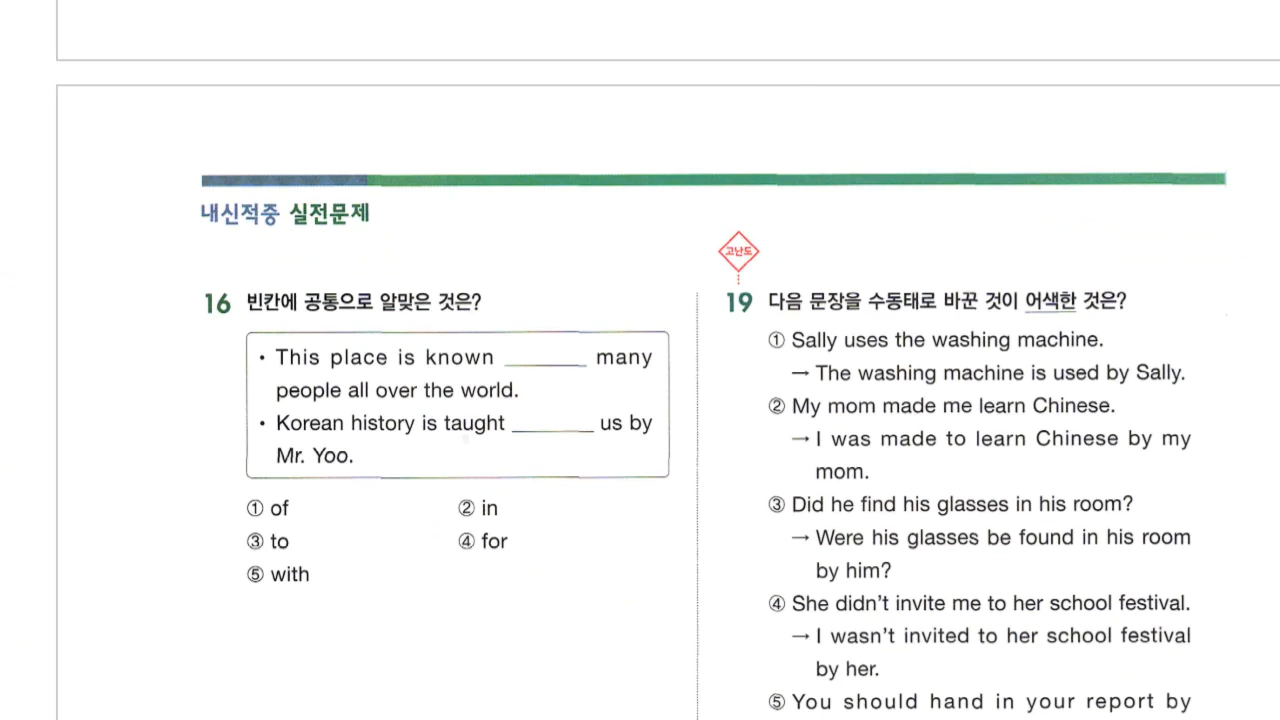 내신적중 실전문제
16 빈칸에 공통으로 알맞은 것은?
• This place is known ________ many
people all over the world.
• Korean history is taught ________ us by
Mr. Yoo.
① of ② in
③ to ④ for
⑤ with
고난도
19 다음 문장을 수동태로 바꾼 것이 어색한 것은?
① Sally uses the washing machine.
→ The washing machine is used by Sally.
② My mom made me learn Chinese.
→ I was made to learn Chinese by my
mom.
③ Did he find his glasses in his room?
→ Were his glasses be found in his room
by him?
④ She didn't invite me to her school festival.
→ I wasn't invited to her school festival
by her.
⑤ You should hand in your report by